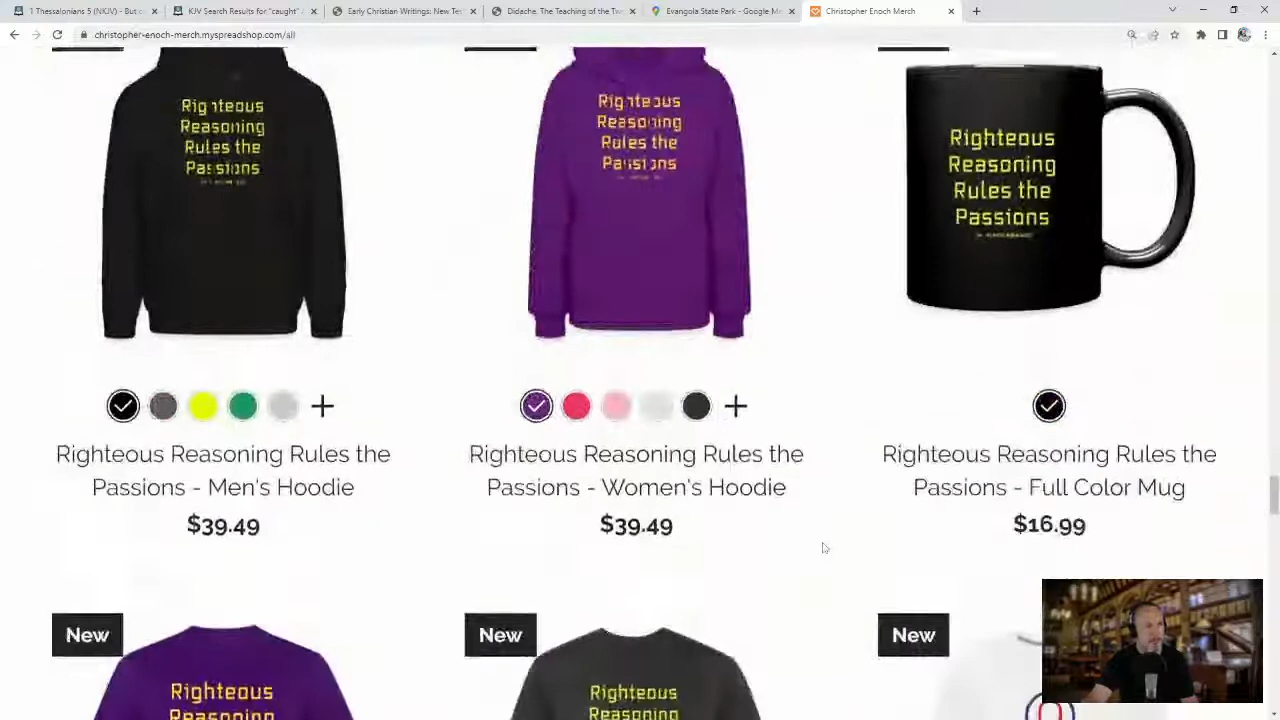 1 Thessalonians 5 (NKJV) - But c
KJV Search Results for "caught"
Early Christian Writings: New Te
Didache. The Teaching of the Tw
Evangola State Park - Google M
Christopher Enoch Merch
christopher-enoch-merch.myspreadshop.com/all
Righteous
Reasoning
Rules the
Passions
Righteous
Reasoning
Rules the
Passions
Righteous
Reasoning
Rules the
Passions
Righteous Reasoning Rules the
Passions - Men's Hoodie
$39.49
Righteous Reasoning Rules the
Passions - Women's Hoodie
$39.49
Righteous Reasoning Rules the
Passions - Full Color Mug
$16.99
New
New
New
Righteous
Reasoning
Righteous
Reasoning